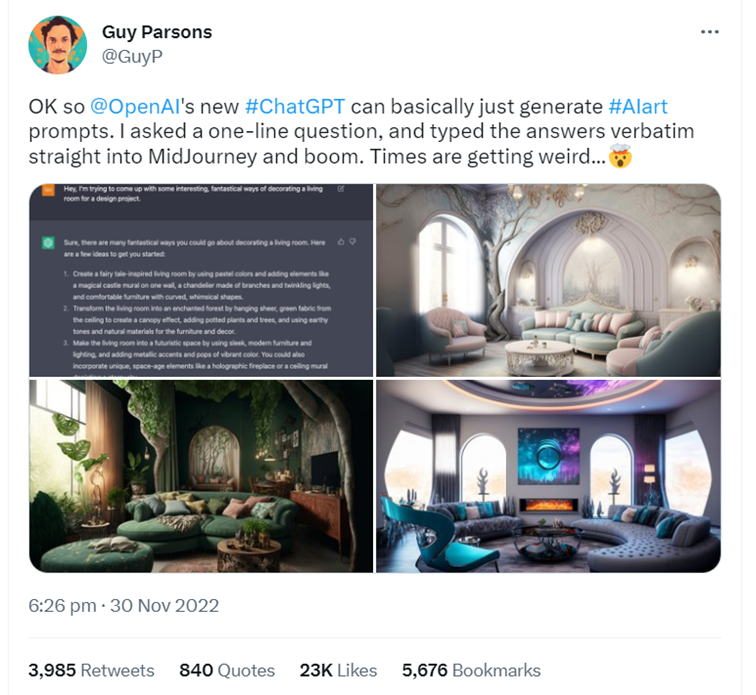 Guy Parsons
@GuyP
OK so @OpenAI's new #ChatGPT can basically just generate #AIart
prompts. I asked a one-line question, and typed the answers verbatim
straight into MidJourney and boom. Times are getting weird...🤯
Hey, I'm trying to come up with some interesting, fantastical ways of decorating a living
room for a design project.
Sure, there are many fantastical ways you could go about decorating a living room. Here
are a few ideas to get you started:
1. Create a fairy tale-inspired living room by using pastel colors and adding elements like
a magical castle mural on one wall, a chandelier made of branches and twinkling lights,
and comfortable furniture with curved, whimsical shapes.
2. Transform the living room into an enchanted forest by hanging sheer, green fabric from
the ceiling to create a canopy effect, adding potted plants and trees, and using earthy
tones and natural materials for the furniture and decor.
3. Make the living room into a futuristic space by using sleek, modern furniture and
lighting, and adding metallic accents and pops of vibrant color. You could also
incorporate unique, space-age elements like a holographic fireplace or a ceiling mural
6:26 pm · 30 Nov 2022
3,985 Retweets 840 Quotes 23K Likes 5,676 Bookmarks